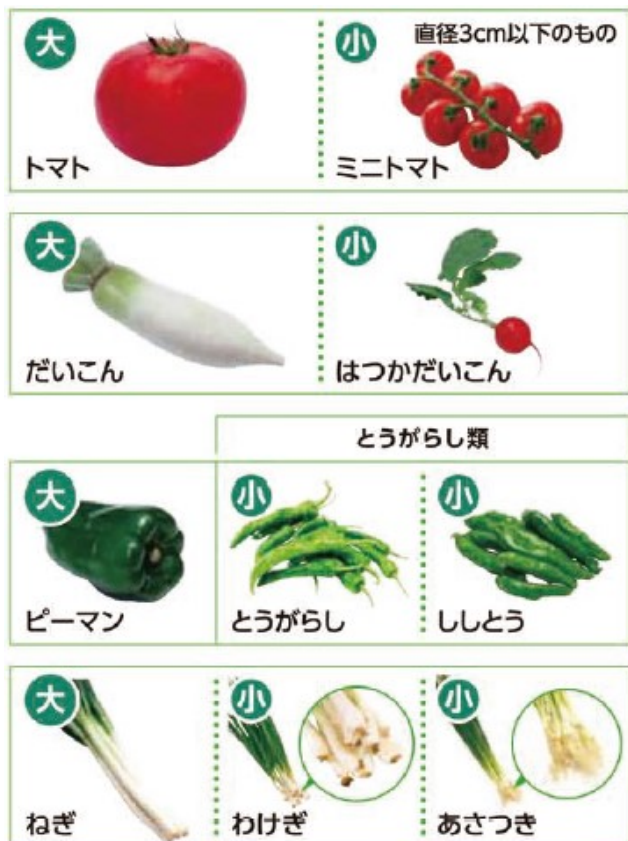 大
小
直径3cm以下のもの
トマト
ミニトマト
大
小
だいこん
はつかだいこん
とうがらし類
大
小
小
ピーマン
とうがらし
ししとう
大
小
小
ねぎ
わけぎ
あさつき